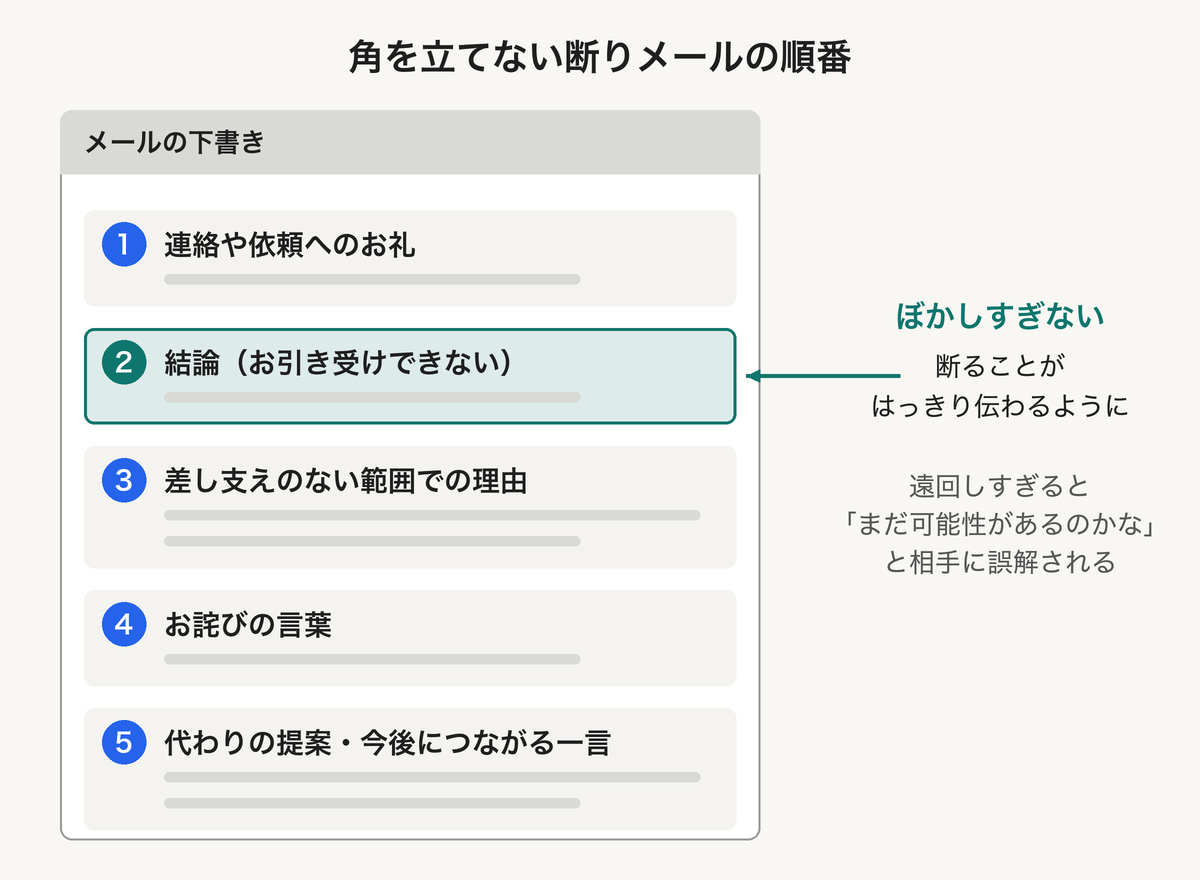 角を立てない断りメールの順番
メールの下書き
1 連絡や依頼へのお礼
2 結論（お引き受けできない）
3 差し支えのない範囲での理由
4 お詫びの言葉
5 代わりの提案・今後につながる一言
ぼかしすぎない
断ることが
はっきり伝わるように
遠回しすぎると
「まだ可能性があるのかな」
と相手に誤解される